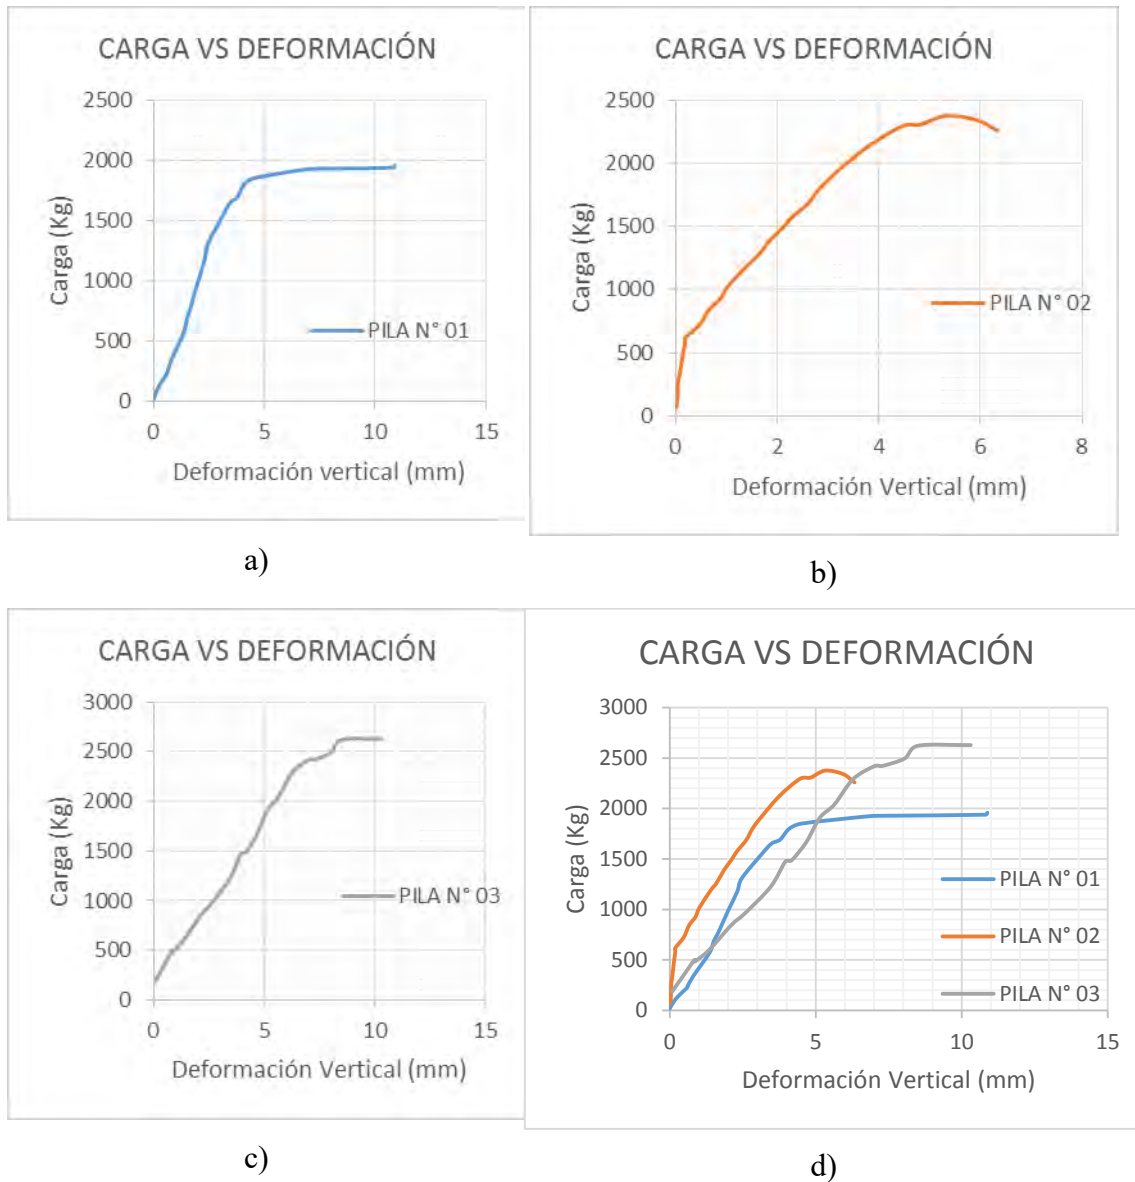 CARGA VS DEFORMACIÓN
2500
2000
1500
1000
500
0
0 5 10 15
Carga (Kg)
Deformación vertical (mm)
PILA N° 01
a)
CARGA VS DEFORMACIÓN
2500
2000
1500
1000
500
0
0 2 4 6 8
Carga (Kg)
Deformación Vertical (mm)
PILA N° 02
b)
CARGA VS DEFORMACIÓN
3000
2500
2000
1500
1000
500
0
0 5 10 15
Carga (Kg)
Deformación Vertical (mm)
PILA N° 03
c)
CARGA VS DEFORMACIÓN
3000
2500
2000
1500
1000
500
0
0 5 10 15
Carga (Kg)
Deformación Vertical (mm)
PILA N° 01
PILA N° 02
PILA N° 03
d)